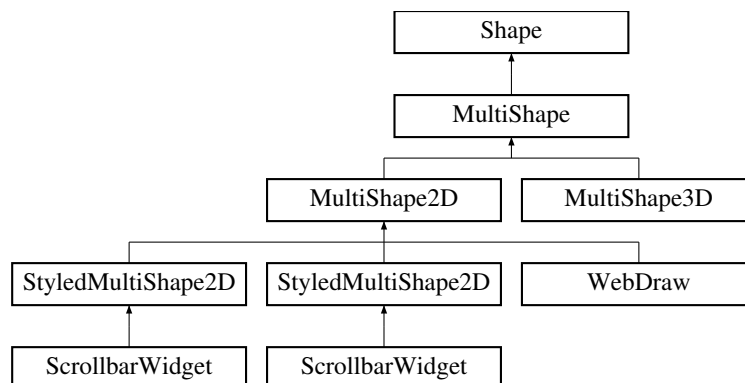 Shape
MultiShape
MultiShape2D
MultiShape3D
StyledMultiShape2D
StyledMultiShape2D
WebDraw
ScrollbarWidget
ScrollbarWidget